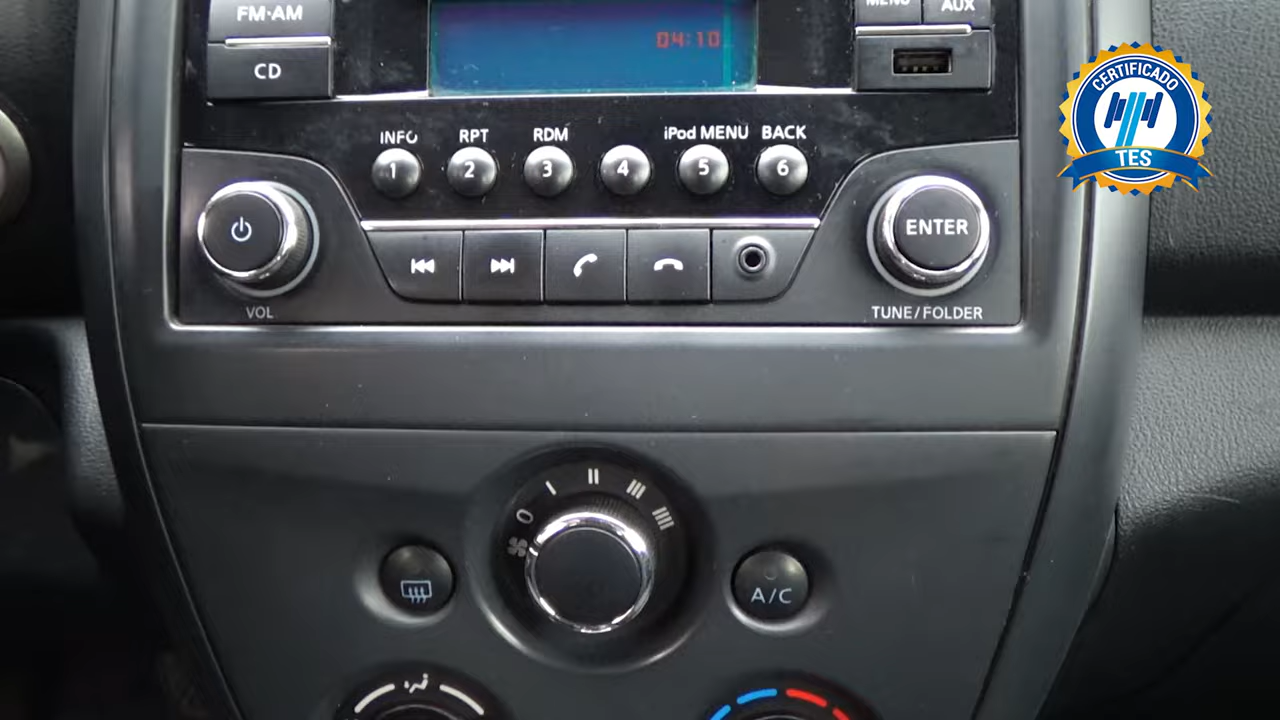 FM·AM
MENU
AUX
CD
04:10
CERTIFICADO
TES
INFO
RPT
RDM
iPod MENU
BACK
1
2
3
4
5
6
ENTER
VOL
TUNE/FOLDER
0
I
II
III
IIII
A/C